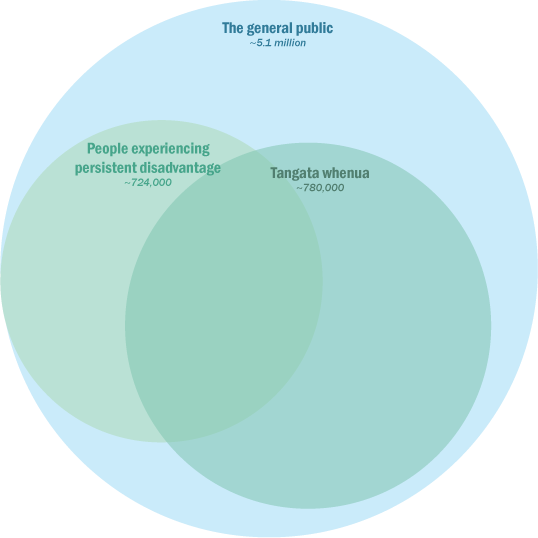 The general public
~5.1 million
People experiencing
persistent disadvantage
~724,000
Tangata whenua
~780,000